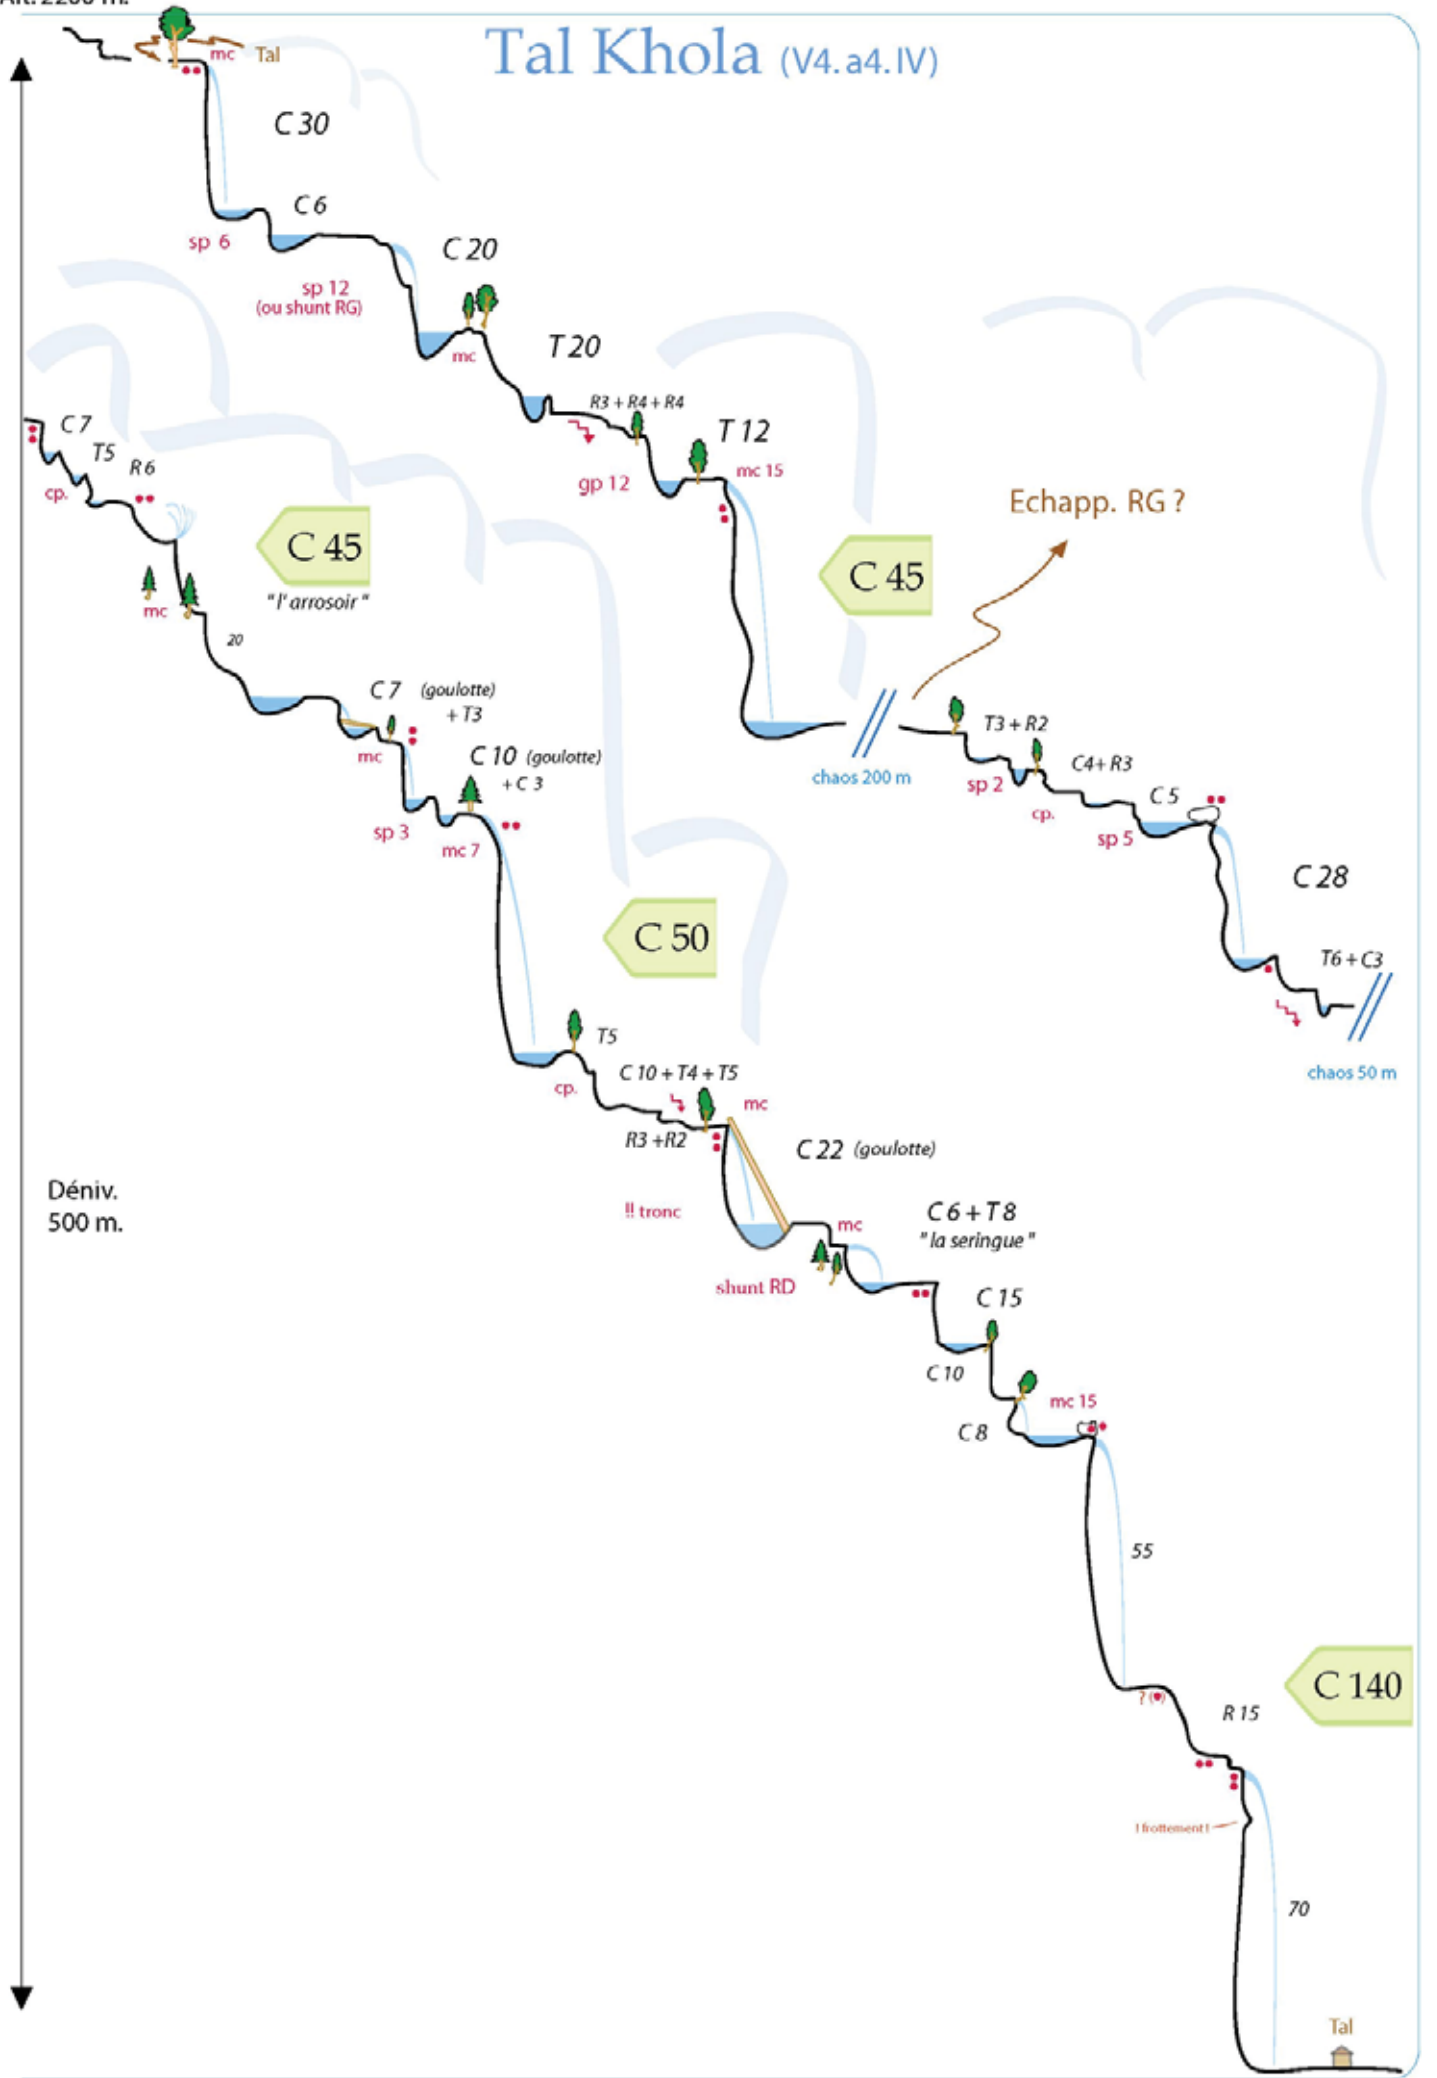 Tal Khola (V4.a4.IV)
mc
Tal
C 30
C 6
sp 6
C 20
sp 12
(ou shunt RG)
mc
T 20
R3 + R4 + R4
T 12
gp 12
mc 15
C 45
Echapp. RG ?
chaos 200 m
T3 + R2
sp 2
C4+ R3
cp.
C 5
sp 5
C 28
T6 + C3
chaos 50 m
C 7
T5
R 6
cp.
C 45
"l' arrosoir"
mc
20
C 7 (goulotte)
+ T3
mc
C 10 (goulotte)
+ C 3
sp 3
mc 7
C 50
T5
cp.
C 10 + T4 + T5
mc
R3 +R2
C 22 (goulotte)
!! tronc
Déniv.
500 m.
C 6 + T 8
"la seringue"
mc
shunt RD
C 15
C 10
mc 15
C 8
55
C 140
? ( )
R 15
! frottement !
70
Tal